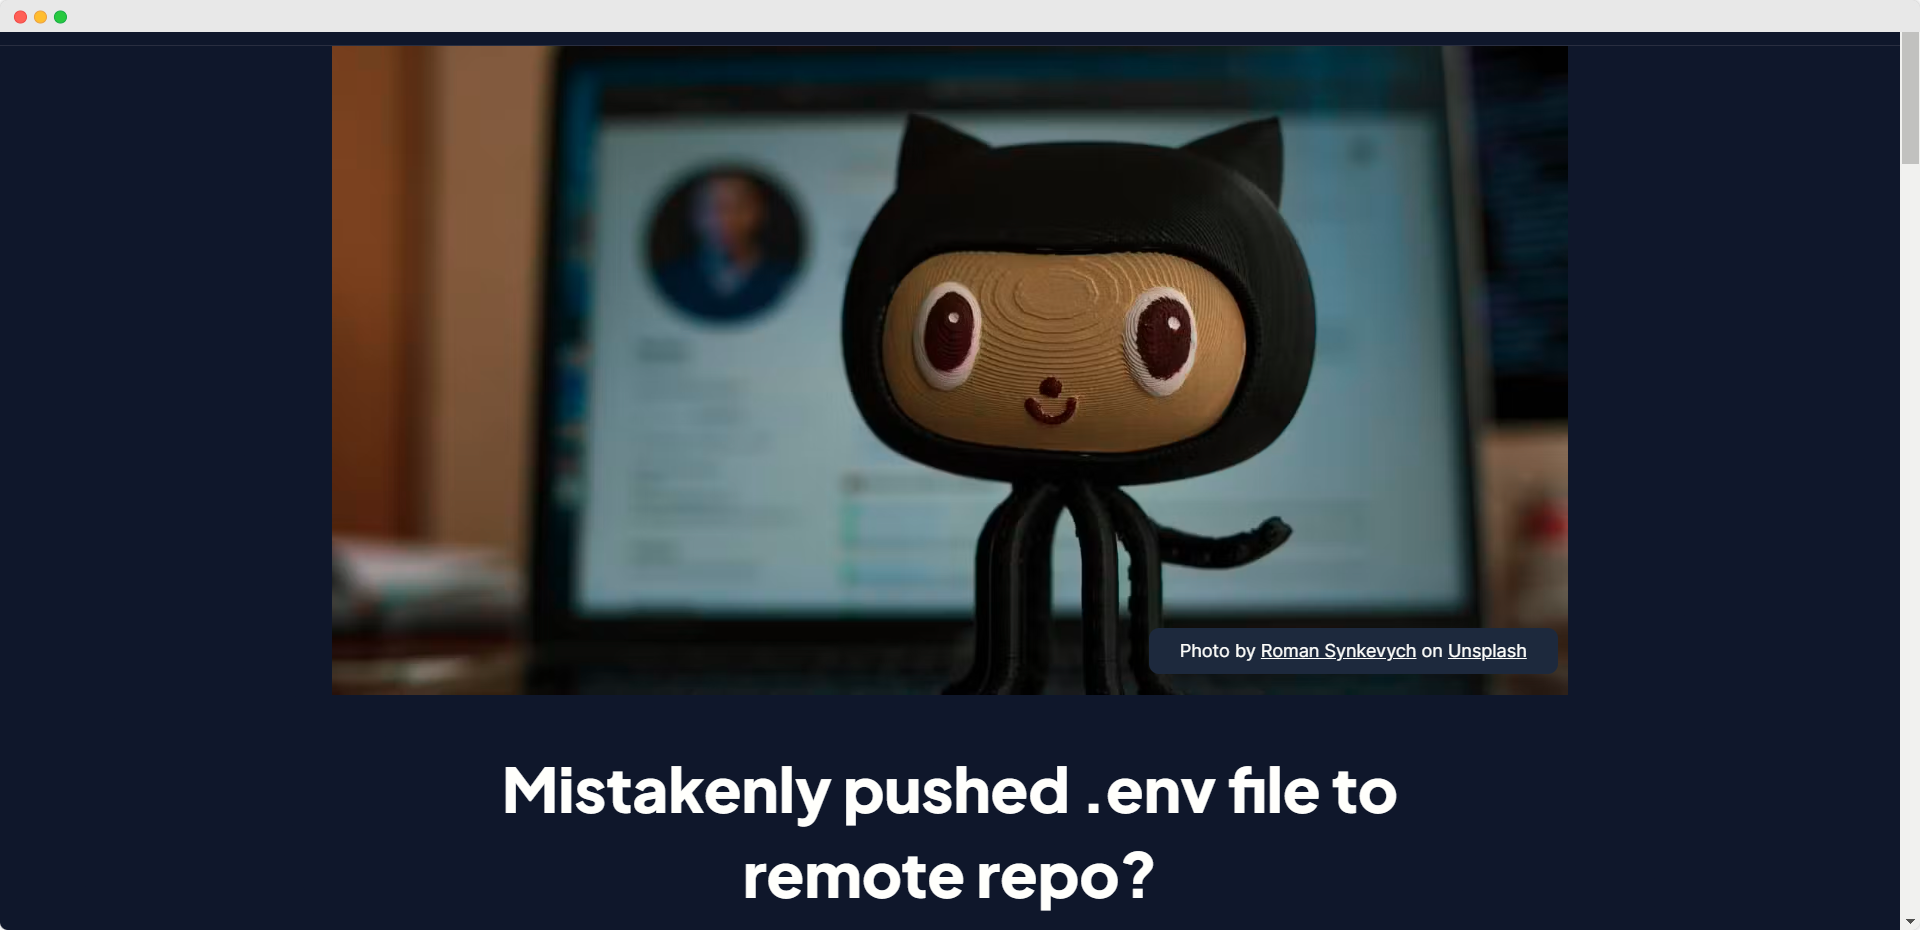 Photo by Roman Synkevych on Unsplash
Mistakenly pushed .env file to
remote repo?